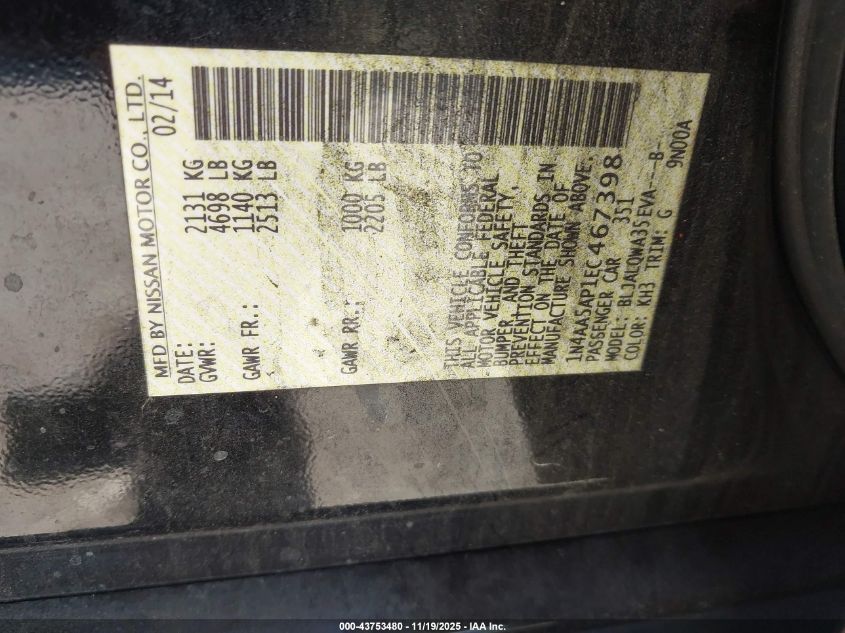 MFD BY NISSAN MOTOR CO., LTD.
DATE: 02/14
GVWR: 2131 KG
4698 LB
GAWR FR.: 1140 KG
2513 LB
GAWR RR.: 1000 KG
2205 LB
THIS VEHICLE CONFORMS TO
ALL APPLICABLE FEDERAL
MOTOR VEHICLE SAFETY,
BUMPER, AND THEFT
PREVENTION STANDARDS IN
EFFECT ON THE DATE OF
MANUFACTURE SHOWN ABOVE.
1N4AA5AP1EC467398
PASSENGER CAR 351
MODEL: BLJALOWA35EVA---B-
COLOR: KH3 TRIM: G 9N00A
000-43753480 - 11/19/2025 - IAA Inc.